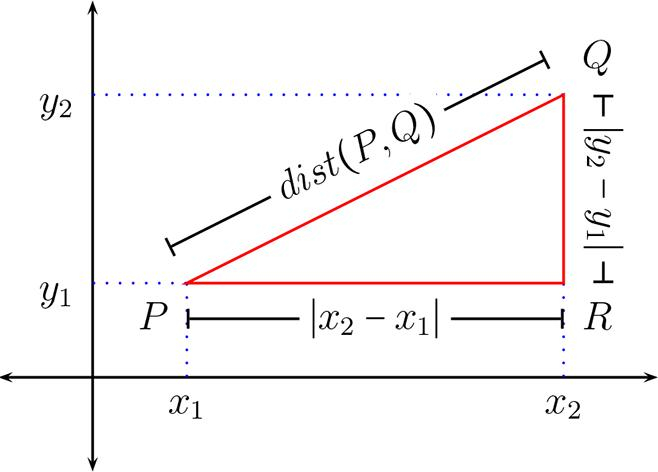 Q
y₂
dist(P,Q)
|y₂ − y₁|
y₁
P
|x₂ − x₁|
R
x₁
x₂